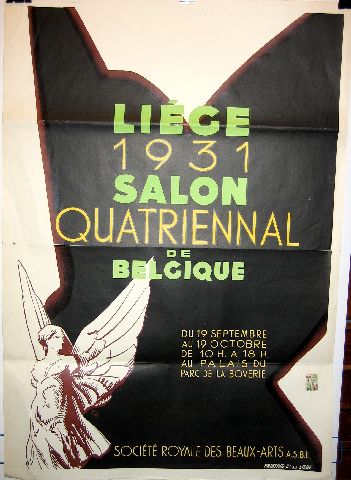 LIÉGE
1931
SALON
QUATRIENNAL
DE
BELGIQUE
DU 19 SEPTEMBRE
AU 19 OCTOBRE
DE 10 H. A 18 H.
AU PALAIS DU
PARC DE LA BOVERIE
SOCIÉTÉ ROYALE DES BEAUX-ARTS A.S.B.L.